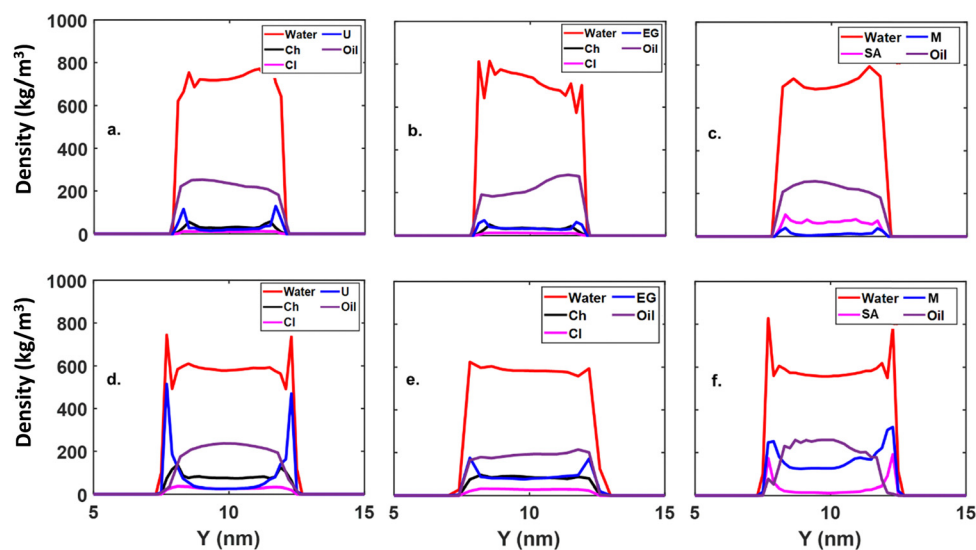 1000
800
600
400
200
0
Density (kg/m³)
Water U
Ch Oil
Cl
a.
Water EG
Ch Oil
Cl
b.
Water M
SA Oil
c.
1000
800
600
400
200
0
Density (kg/m³)
Water U
Ch Oil
Cl
d.
Water EG
Ch Oil
Cl
e.
Water M
SA Oil
f.
5 10 15
5 10 15
5 10 15
Y (nm)
Y (nm)
Y (nm)